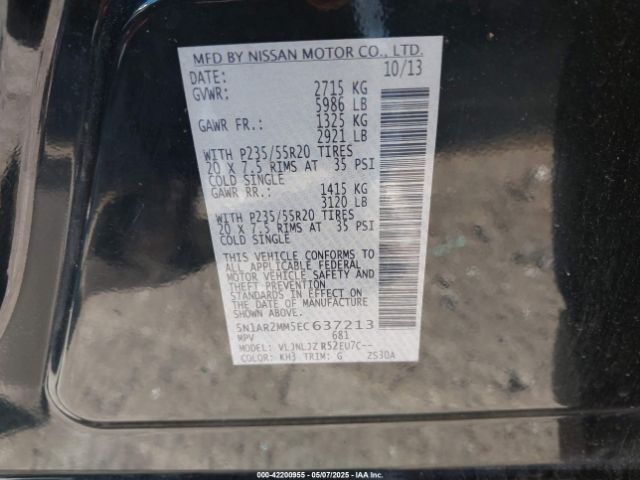 MFD BY NISSAN MOTOR CO., LTD.
DATE: 10/13
GVWR: 2715 KG
5986 LB
GAWR FR.: 1325 KG
2921 LB
WITH P235/55R20 TIRES
20 X 7.5 RIMS AT 35 PSI
COLD SINGLE
GAWR RR.: 1415 KG
3120 LB
WITH P235/55R20 TIRES
20 X 7.5 RIMS AT 35 PSI
COLD SINGLE
THIS VEHICLE CONFORMS TO
ALL APPLICABLE FEDERAL
MOTOR VEHICLE SAFETY
AND THEFT PREVENTION
STANDARDS IN EFFECT ON
THE DATE OF MANUFACTURE
SHOWN ABOVE.
5N1AR2MM5EC637213
MPV 681
MODEL: VLJNLJZ R52EU7C--
COLOR: KH3 TRIM: G ZS3DA
000-42200955 - 05/07/2025 - IAAI.COM